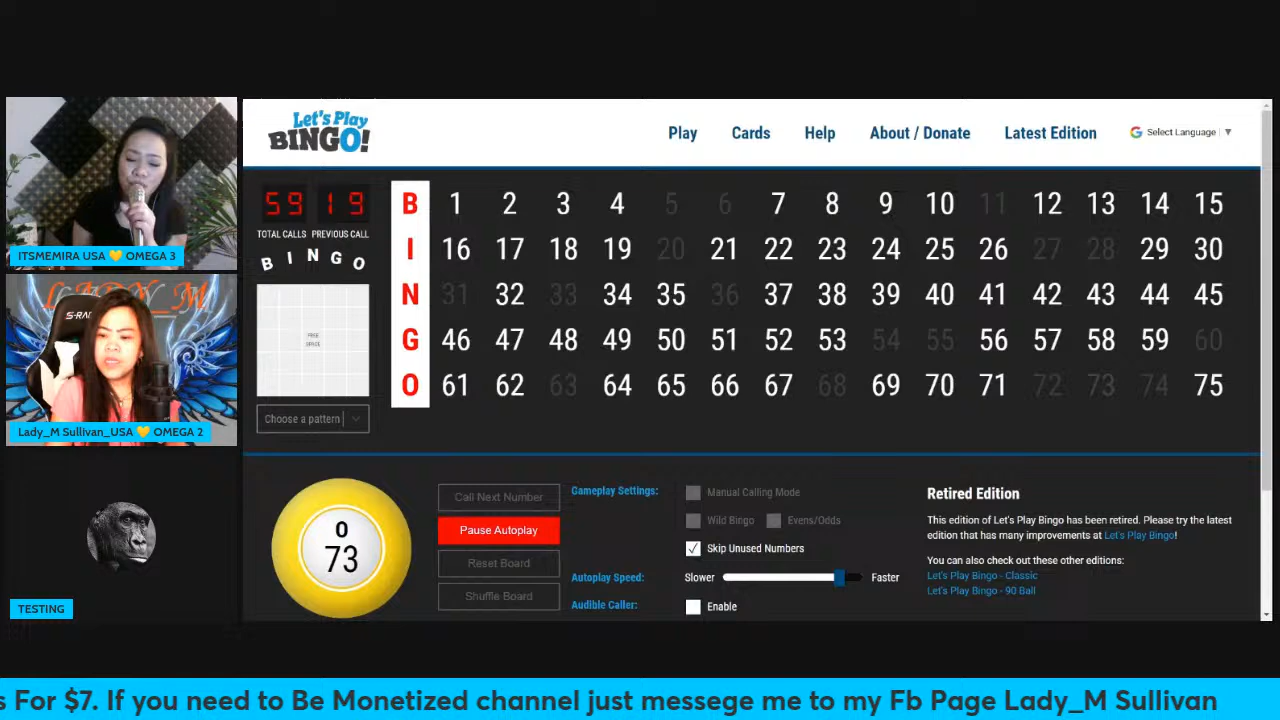 Let's Play
BINGO!
Play Cards Help About / Donate Latest Edition Select Language
59 19
TOTAL CALLS PREVIOUS CALL
B I N G O
FREE
SPACE
Choose a pattern
B 1 2 3 4 5 6 7 8 9 10 11 12 13 14 15
I 16 17 18 19 20 21 22 23 24 25 26 27 28 29 30
N 31 32 33 34 35 36 37 38 39 40 41 42 43 44 45
G 46 47 48 49 50 51 52 53 54 55 56 57 58 59 60
O 61 62 63 64 65 66 67 68 69 70 71 72 73 74 75
ITSMEMIRA USA 💛 OMEGA 3
LADY_M
S-RA
Lady_M Sullivan_USA 💛 OMEGA 2
TESTING
O
73
Call Next Number
Pause Autoplay
Reset Board
Shuffle Board
Gameplay Settings:
Manual Calling Mode
Wild Bingo Evens/Odds
Skip Unused Numbers
Autoplay Speed: Slower Faster
Audible Caller: Enable
Retired Edition
This edition of Let's Play Bingo has been retired. Please try the latest
edition that has many improvements at Let's Play Bingo!
You can also check out these other editions:
Let's Play Bingo - Classic
Let's Play Bingo - 90 Ball
s For $7. If you need to Be Monetized channel just messege me to my Fb Page Lady_M Sullivan